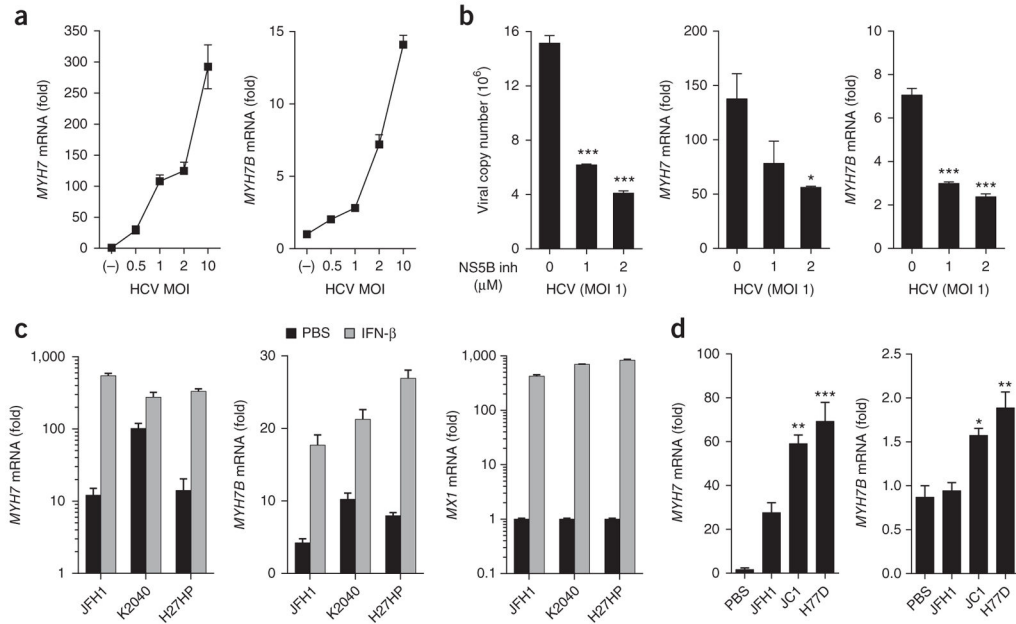 a
MYH7 mRNA (fold)
350
300
250
200
150
100
50
0
(–) 0.5 1 2 10
HCV MOI
MYH7B mRNA (fold)
15
10
5
0
(–) 0.5 1 2 10
HCV MOI
b
Viral copy number (10⁶)
16
12
8
4
0
***
***
NS5B inh
(μM)
0 1 2
HCV (MOI 1)
MYH7 mRNA (fold)
200
150
100
50
0
*
0 1 2
HCV (MOI 1)
MYH7B mRNA (fold)
10
8
6
4
2
0
***
***
0 1 2
HCV (MOI 1)
c
PBS IFN-β
MYH7 mRNA (fold)
1,000
100
10
1
JFH1 K2040 H27HP
MYH7B mRNA (fold)
30
20
10
0
JFH1 K2040 H27HP
MX1 mRNA (fold)
1,000
100
10
1
0.1
JFH1 K2040 H27HP
d
MYH7 mRNA (fold)
100
80
60
40
20
0
**
***
PBS JFH1 JC1 H77D
MYH7B mRNA (fold)
2.5
2.0
1.5
1.0
0.5
0
*
**
PBS JFH1 JC1 H77D